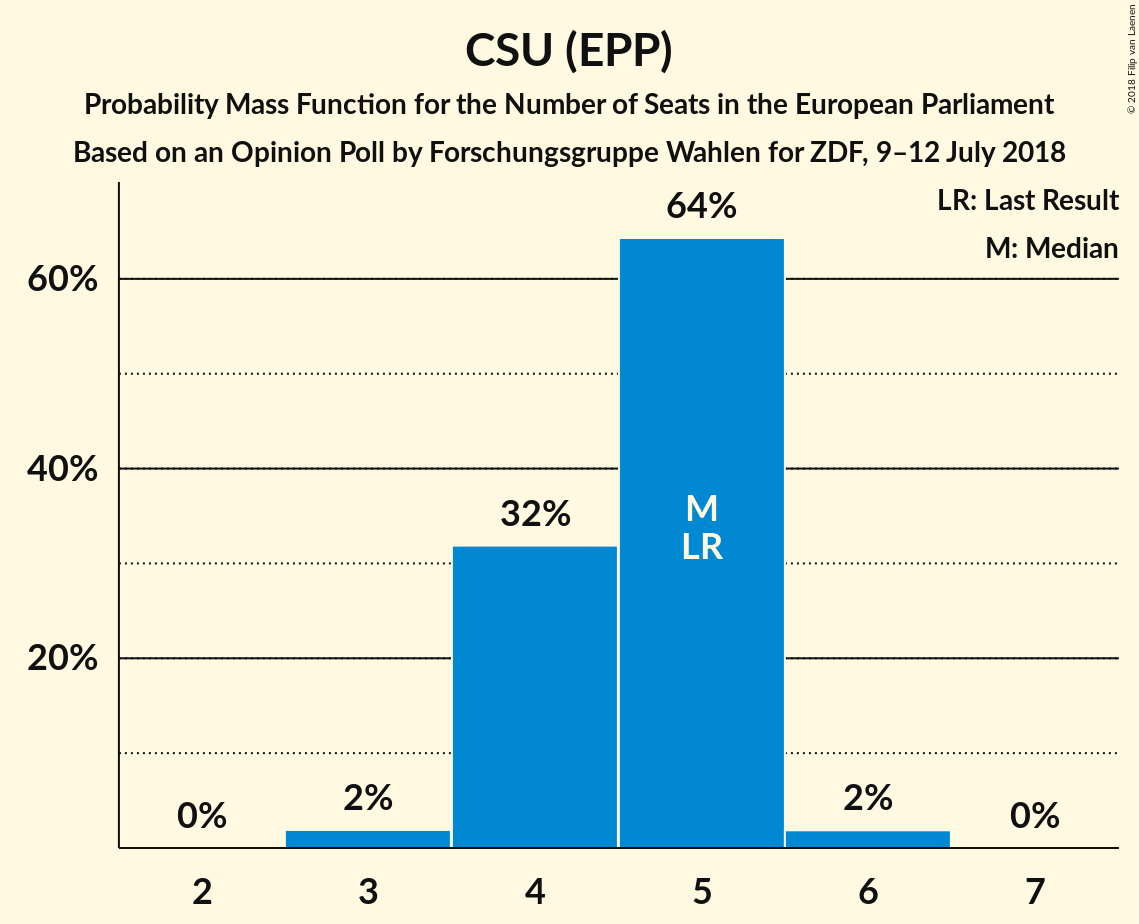 CSU (EPP)
Probability Mass Function for the Number of Seats in the European Parliament
Based on an Opinion Poll by Forschungsgruppe Wahlen for ZDF, 9–12 July 2018
© 2018 Filip van Laenen
LR: Last Result
M: Median
60%
40%
20%
0%
2%
32%
64%
M
LR
2%
0%
2
3
4
5
6
7